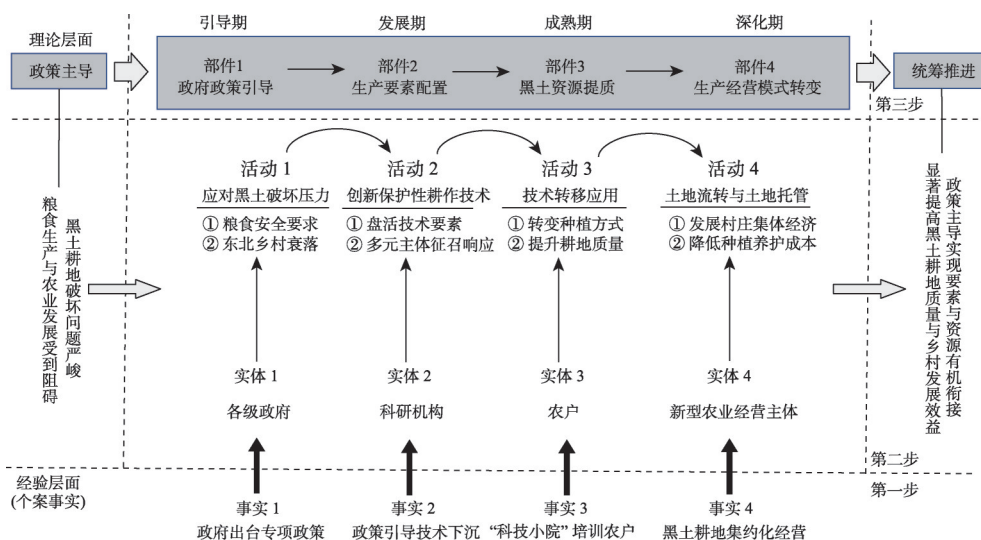 引导期
发展期
成熟期
深化期
理论层面
政策主导
部件1
政府政策引导
部件2
生产要素配置
部件3
黑土资源提质
部件4
生产经营模式转变
统筹推进
第三步
活动 1
活动 2
活动 3
活动 4
应对黑土破坏压力
① 粮食安全要求
② 东北乡村衰落
创新保护性耕作技术
① 盘活技术要素
② 多元主体征召响应
技术转移应用
① 转变种植方式
② 提升耕地质量
土地流转与土地托管
① 发展村庄集体经济
② 降低种植养护成本
黑土耕地破坏问题严峻
粮食生产与农业发展受到阻碍
政策主导实现要素与资源有机衔接
显著提高黑土耕地质量与乡村发展效益
实体 1
各级政府
实体 2
科研机构
实体 3
农户
实体 4
新型农业经营主体
第二步
经验层面
(个案事实)
第一步
事实 1
政府出台专项政策
事实 2
政策引导技术下沉
事实 3
“科技小院”培训农户
事实 4
黑土耕地集约化经营